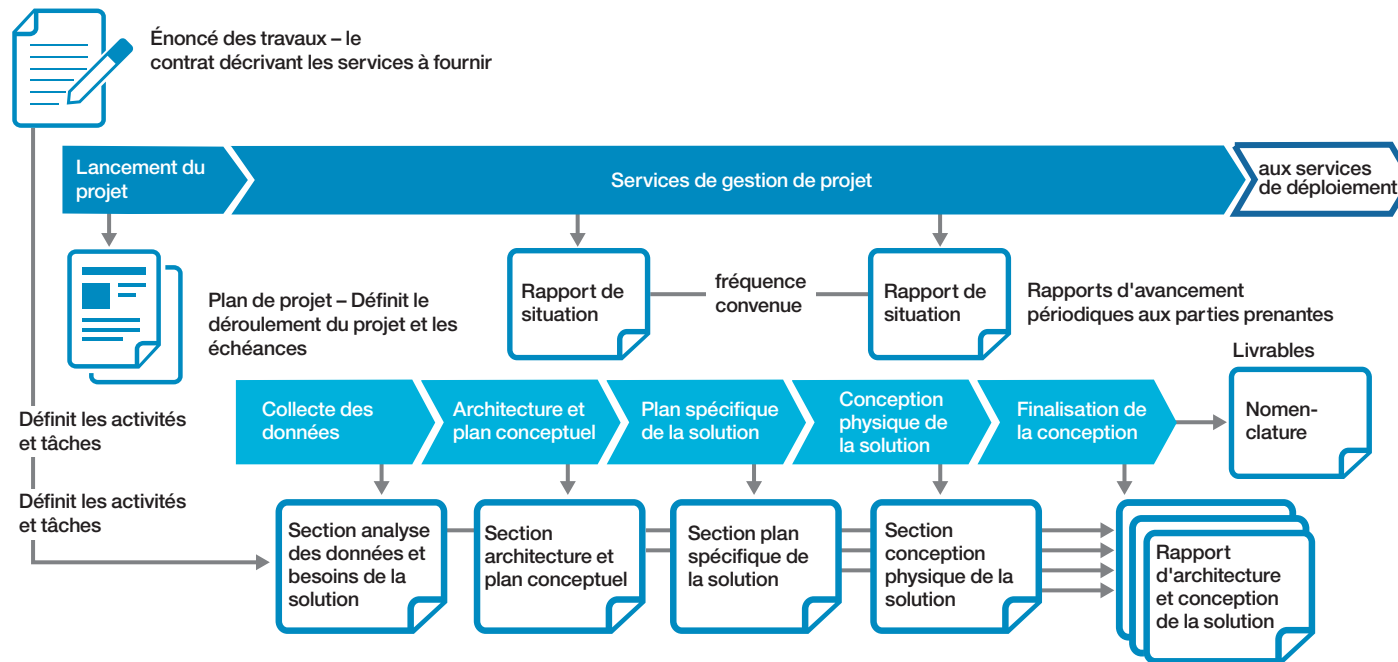 Énoncé des travaux – le
contrat décrivant les services à fournir
Lancement du
projet
Services de gestion de projet
aux services
de déploiement
Plan de projet – Définit le
déroulement du projet et les
échéances
Rapport de
situation
fréquence
convenue
Rapport de
situation
Rapports d'avancement
périodiques aux parties prenantes
Livrables
Nomen-
clature
Définit les activités
et tâches
Collecte des
données
Architecture et
plan conceptuel
Plan spécifique
de la solution
Conception
physique de
la solution
Finalisation de
la conception
Définit les activités
et tâches
Section analyse
des données et
besoins de la
solution
Section
architecture et
plan conceptuel
Section plan
spécifique de
la solution
Section
conception
physique de la
solution
Rapport
d'architecture
et conception
de la solution